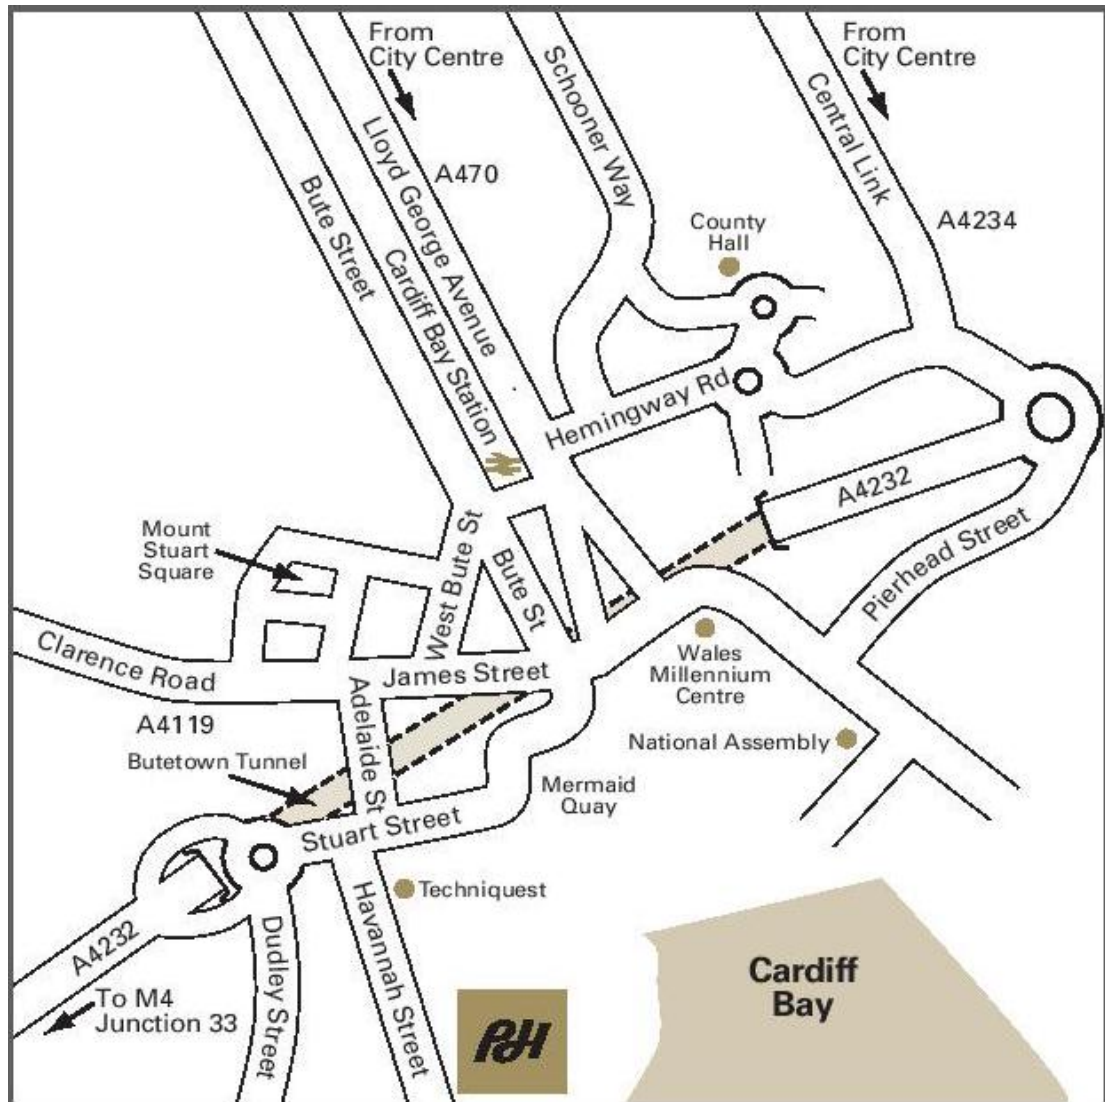 From
City Centre
From
City Centre
Schooner Way
Central Link
Lloyd George Avenue
A470
Bute Street
County
Hall
A4234
Cardiff Bay Station
Hemingway Rd
A4232
Mount
Stuart
Square
West Bute St
Bute St
Pierhead Street
Clarence Road
James Street
Wales
Millennium
Centre
A4119
Adelaide St
National Assembly
Butetown Tunnel
Mermaid
Quay
Stuart Street
Techniquest
Havannah Street
Dudley Street
A4232
To M4
Junction 33
Cardiff
Bay